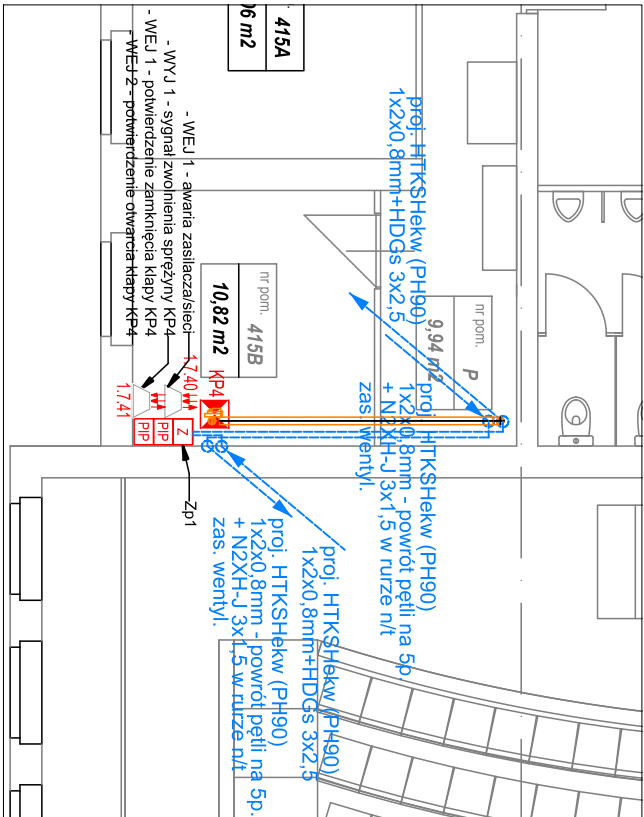 415A
06 m2
proj. HTKSHekw (PH90)
1x2x0,8mm+HDGs 3x2,5
nr pom.
P
9,94 m2
proj. HTKSHekw (PH90)
1x2x0,8mm - powrót pętli na 5p.
+ N2XH-J 3x1,5 w rurze n/t
zas. wentyl.
nr pom.
415B
10,82 m2
KP4
- WEJ 1 - awaria zasilacza/sieci
- WYJ 1 - sygnał zwolnienia sprężyny KP4
- WEJ 1 - potwierdzenie zamknięcia klapy KP4
- WEJ 2 - potwierdzenie otwarcia klapy KP4
1.7.40
1.7.41
Z
PIP
PIP
Zp1
proj. HTKSHekw (PH90)
1x2x0,8mm+HDGs 3x2,5
proj. HTKSHekw (PH90)
1x2x0,8mm - powrót pętli na 5p.
+ N2XH-J 3x1,5 w rurze n/t
zas. wentyl.